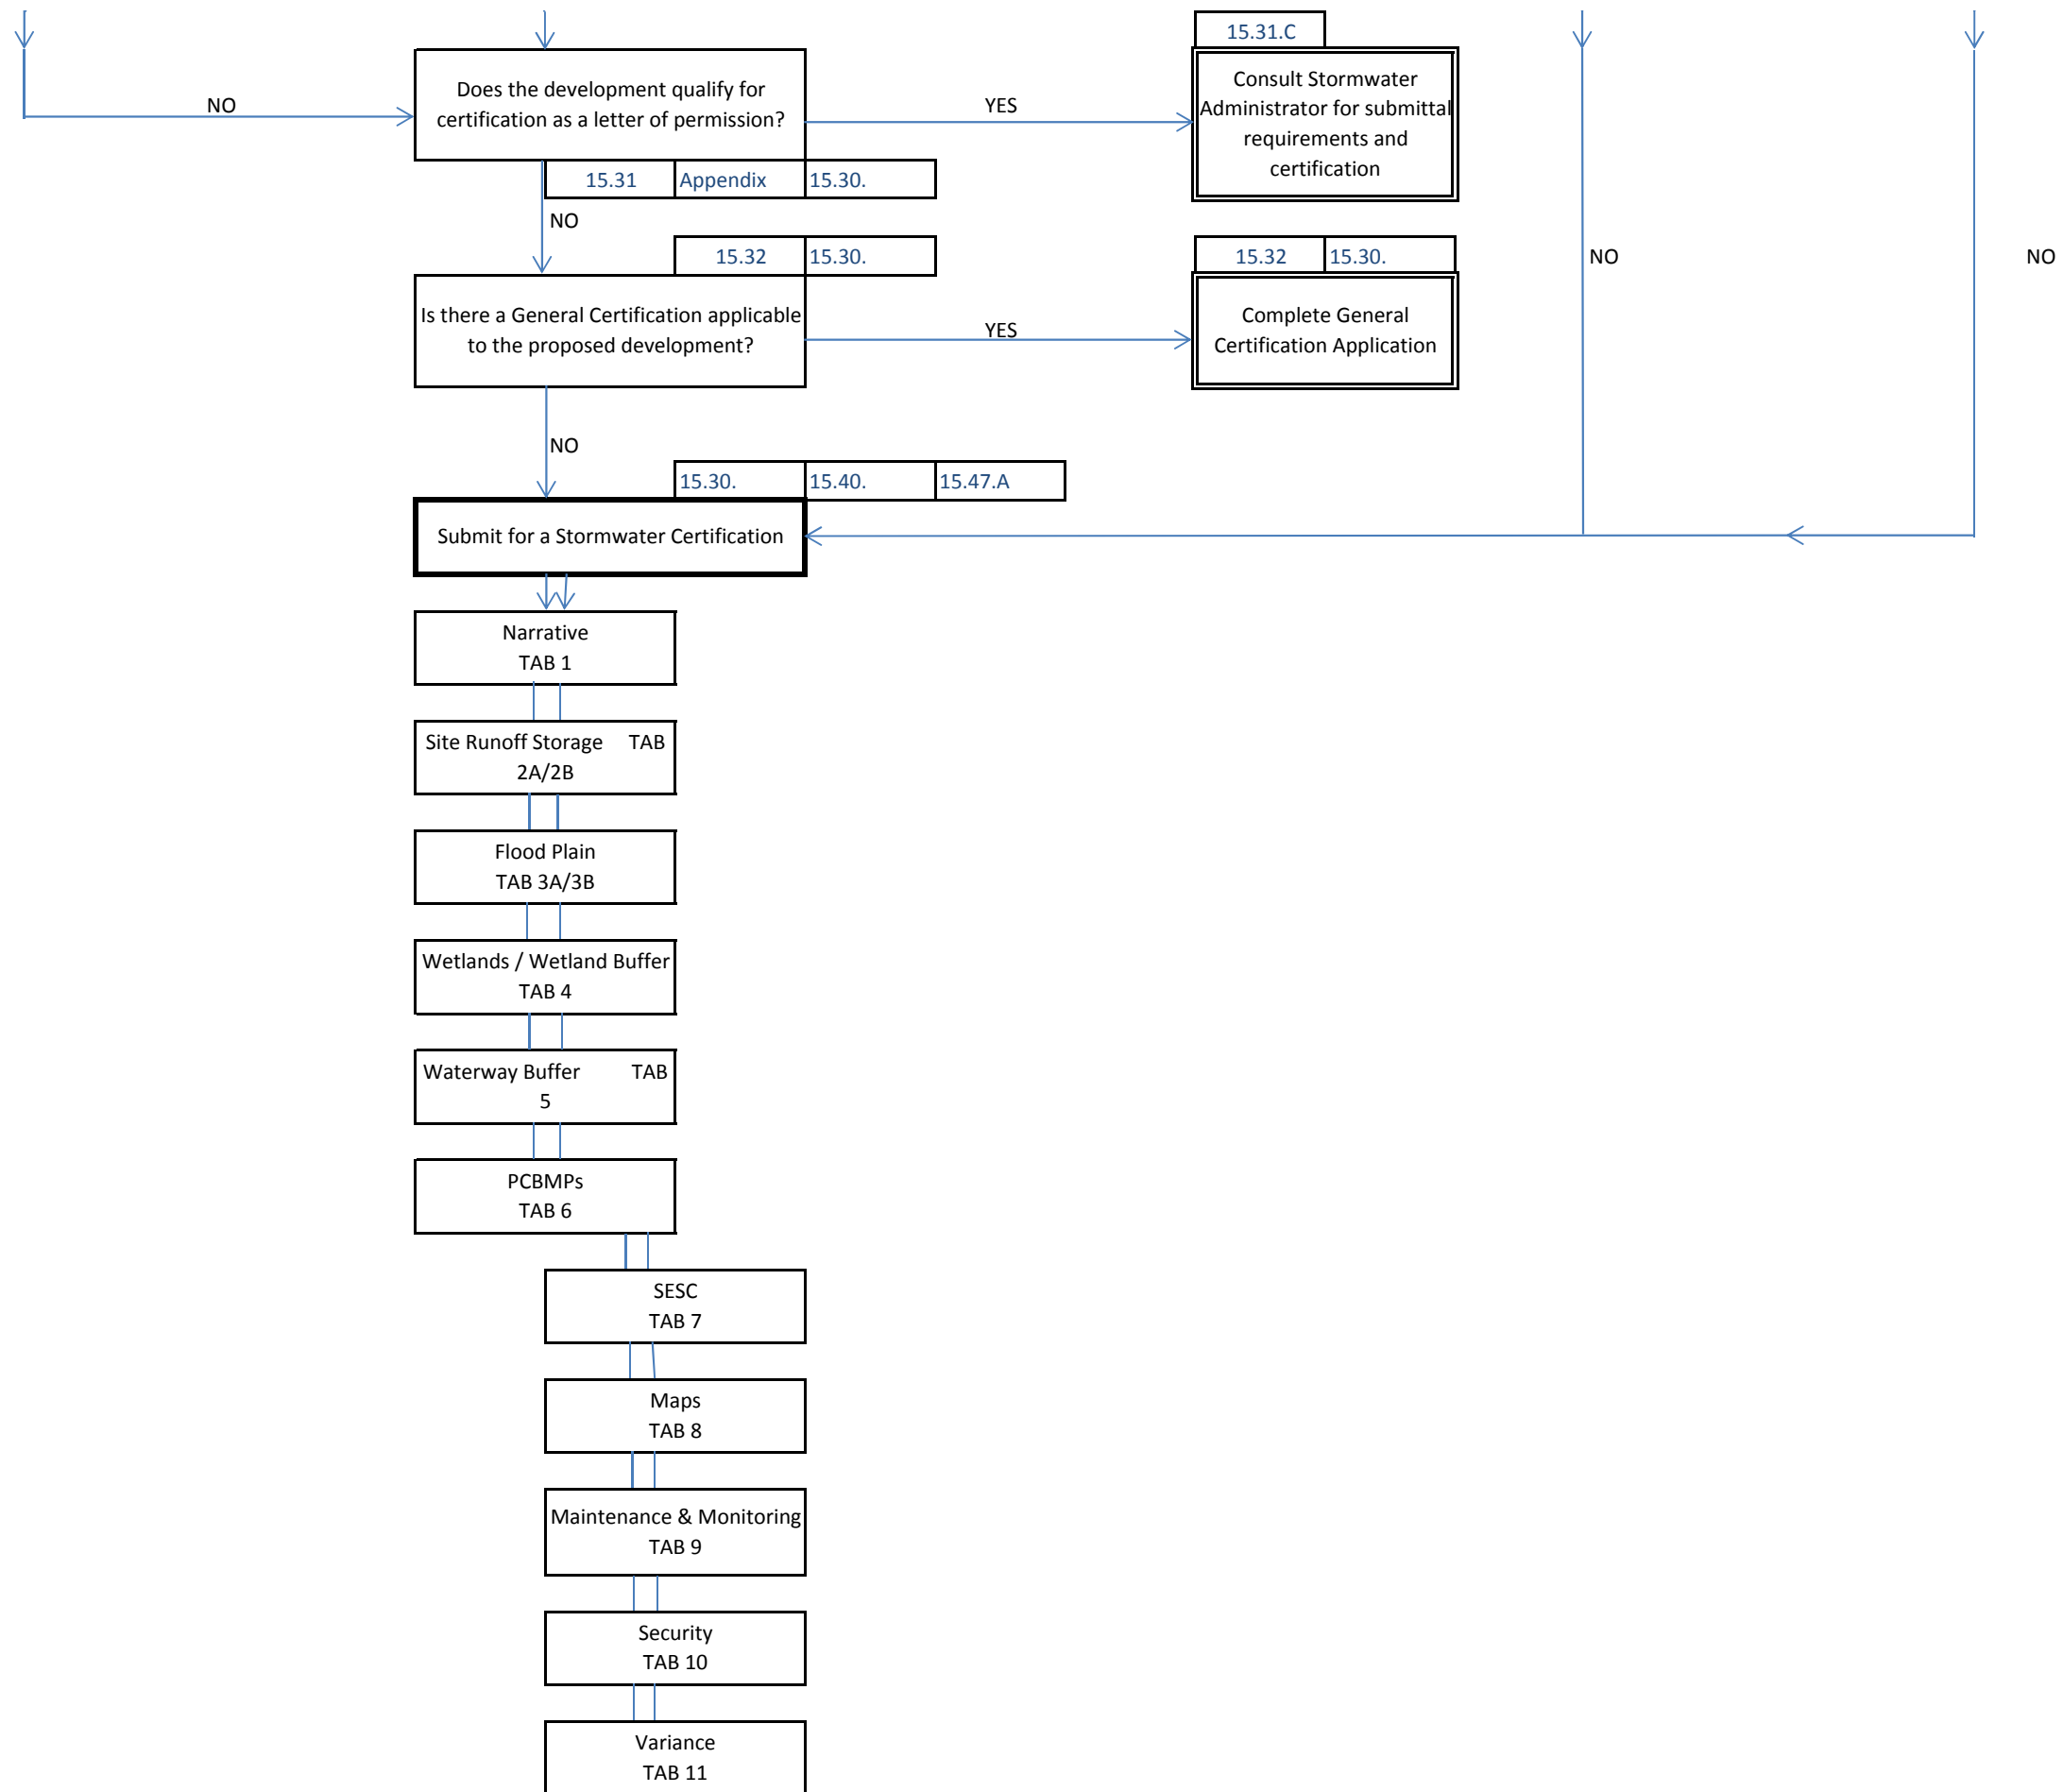 15.31.C
Does the development qualify for
certification as a letter of permission?
NO
YES
Consult Stormwater
Administrator for submittal
requirements and
certification
15.31 Appendix 15.30.
NO
15.32 15.30.
15.32 15.30.
NO
NO
Is there a General Certification applicable
to the proposed development?
YES
Complete General
Certification Application
NO
15.30. 15.40. 15.47.A
Submit for a Stormwater Certification
Narrative
TAB 1
Site Runoff Storage TAB
2A/2B
Flood Plain
TAB 3A/3B
Wetlands / Wetland Buffer
TAB 4
Waterway Buffer TAB
5
PCBMPs
TAB 6
SESC
TAB 7
Maps
TAB 8
Maintenance & Monitoring
TAB 9
Security
TAB 10
Variance
TAB 11